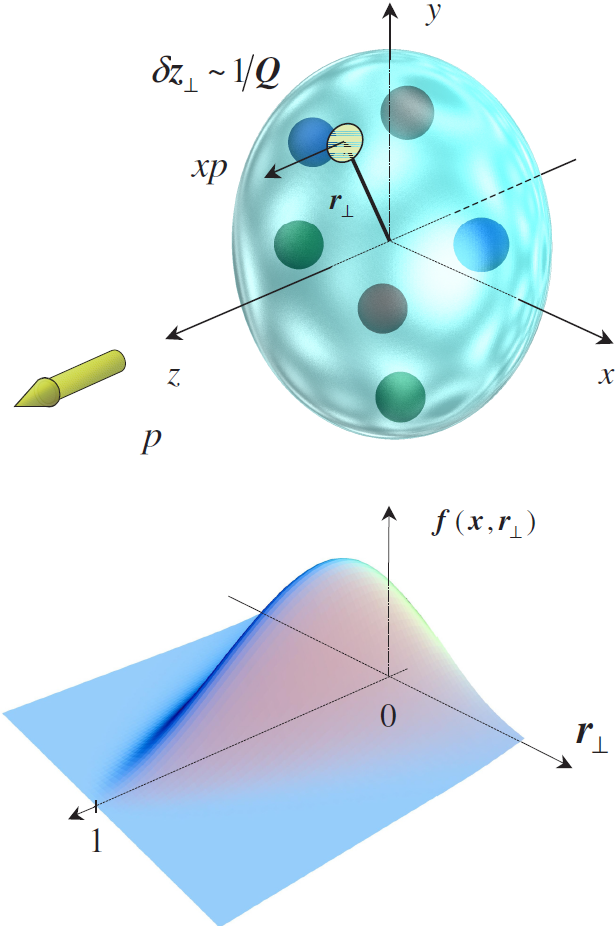 y
δz⊥ ~ 1/Q
xp
r⊥
z
x
p
f (x, r⊥)
0
r⊥
1